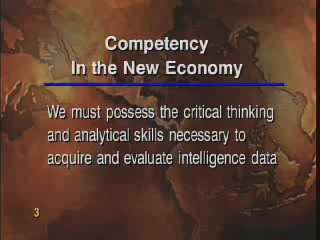 Competency
In the New Economy
We must possess the critical thinking
and analytical skills necessary to
acquire and evaluate intelligence data
3